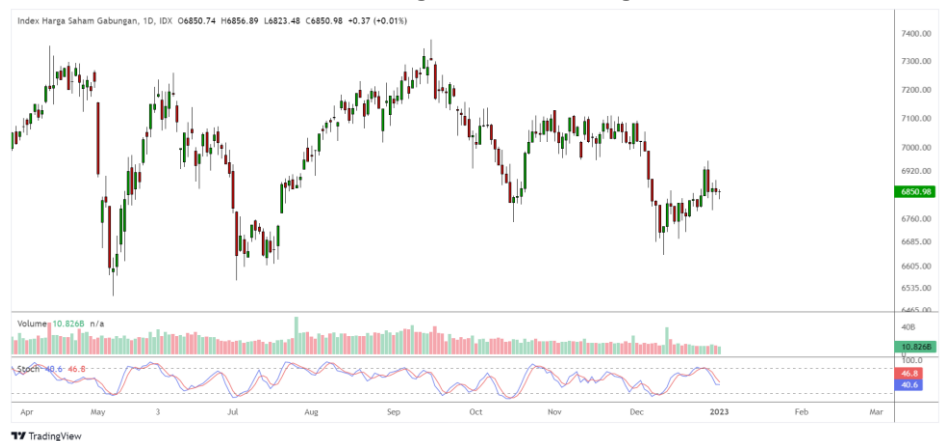 Index Harga Saham Gabungan, 1D, IDX O6850.74 H6856.89 L6823.48 C6850.98 +0.37 (+0.01%)
7400.00
7300.00
7200.00
7100.00
7000.00
6920.00
6850.98
6760.00
6685.00
6605.00
6535.00
6465.00
Volume 10.826B n/a
40B
10.826B
0
Stoch 40.6 46.8
100.0
46.8
40.6
Apr May 3 Jul Aug Sep Oct Nov Dec 2023 Feb Mar
TradingView